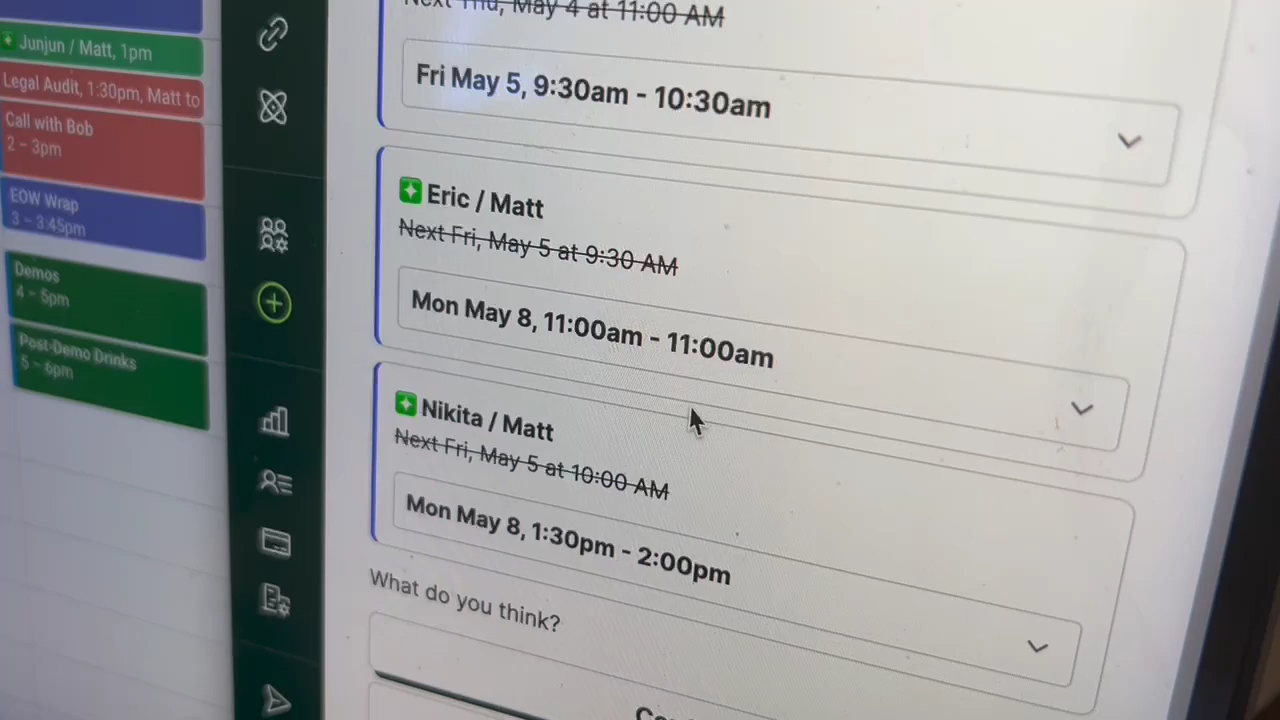 Junjun / Matt, 1pm
Legal Audit, 1:30pm, Matt to
Call with Bob
2 – 3pm
EOW Wrap
3 – 3:45pm
Demos
4 – 5pm
Post-Demo Drinks
5 – 6pm
Next Thu, May 4 at 11:00 AM
Fri May 5, 9:30am - 10:30am
Eric / Matt
Next Fri, May 5 at 9:30 AM
Mon May 8, 11:00am - 11:00am
Nikita / Matt
Next Fri, May 5 at 10:00 AM
Mon May 8, 1:30pm - 2:00pm
What do you think?